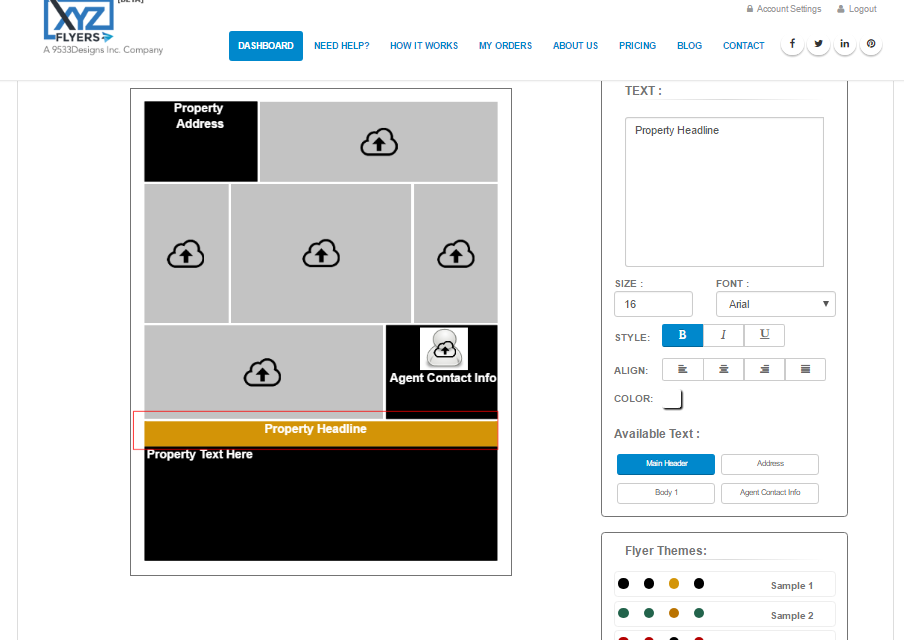 [BETA]
XYZ
FLYERS
A 9533Designs Inc. Company
Account Settings
Logout
DASHBOARD
NEED HELP?
HOW IT WORKS
MY ORDERS
ABOUT US
PRICING
BLOG
CONTACT
Property
Address
Agent Contact Info
Property Headline
Property Text Here
TEXT :
Property Headline
SIZE :
FONT :
16
Arial
STYLE:
B
I
U
ALIGN:
COLOR:
Available Text :
Main Header
Address
Body 1
Agent Contact Info
Flyer Themes:
Sample 1
Sample 2